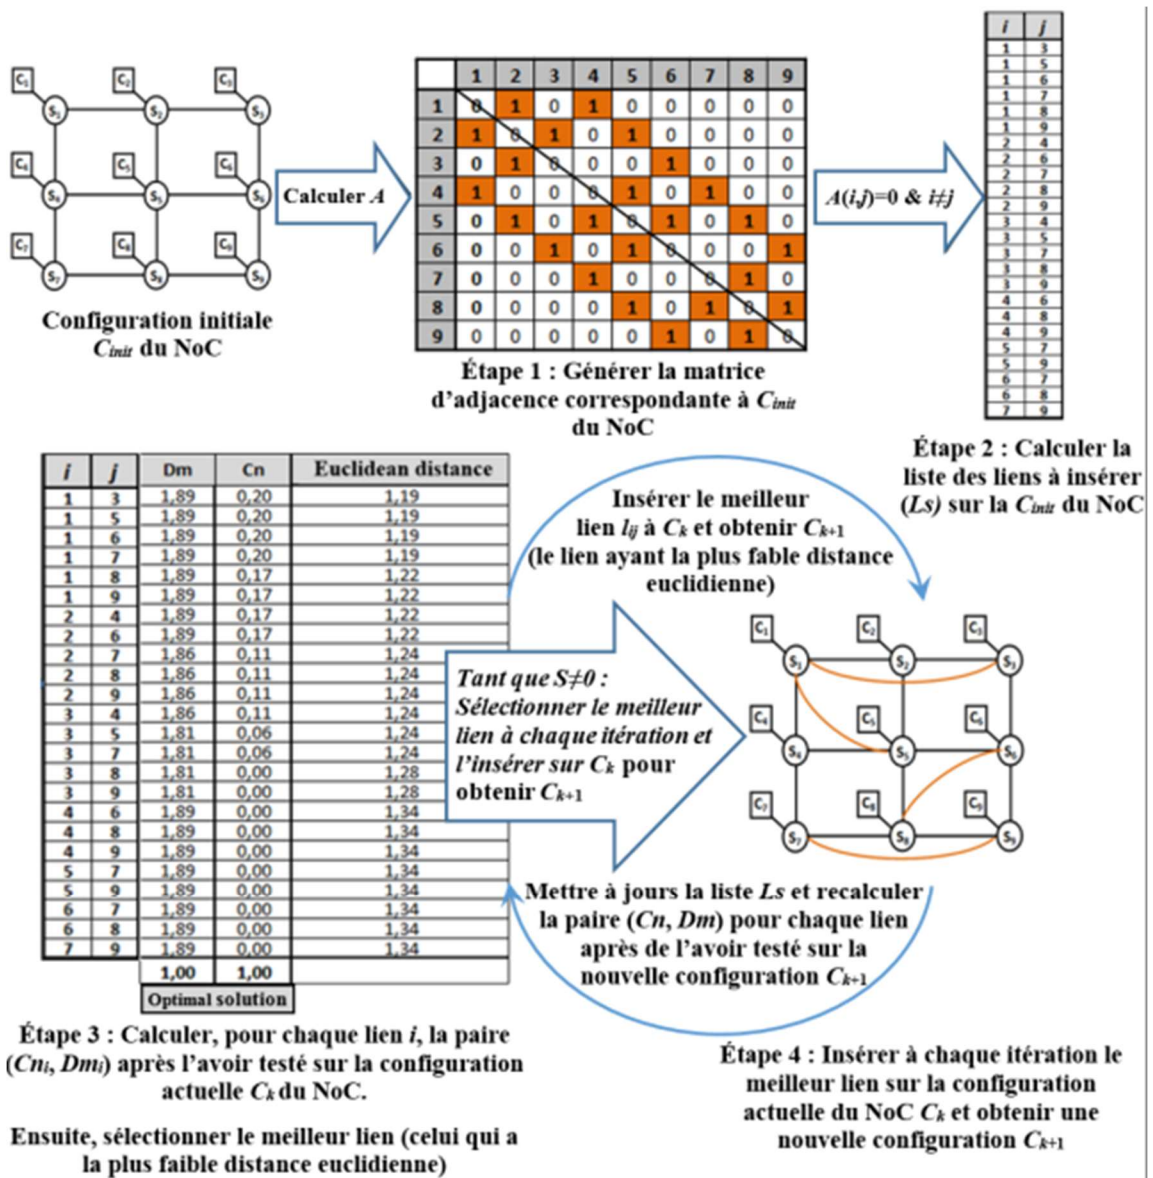 C1 C2 C3
S1 S2 S3
C4 C5 C6
S4 S5 S6
C7 C8 C9
S7 S8 S9
Configuration initiale
Cinit du NoC
Calculer A
1 2 3 4 5 6 7 8 9
1 0 1 0 1 0 0 0 0 0
2 1 0 1 0 1 0 0 0 0
3 0 1 0 0 0 1 0 0 0
4 1 0 0 0 1 0 1 0 0
5 0 1 0 1 0 1 0 1 0
6 0 0 1 0 1 0 0 0 1
7 0 0 0 1 0 0 0 1 0
8 0 0 0 0 1 0 1 0 1
9 0 0 0 0 0 1 0 1 0
Étape 1 : Générer la matrice
d'adjacence correspondante à Cinit
du NoC
A(i,j)=0 & i≠j
i j
1 3
1 5
1 6
1 7
1 8
1 9
2 4
2 6
2 7
2 8
2 9
3 4
3 5
3 7
3 8
3 9
4 6
4 8
4 9
5 7
5 9
6 7
6 8
7 9
Étape 2 : Calculer la
liste des liens à insérer
(Ls) sur la Cinit du NoC
i j Dm Cn Euclidean distance
1 3 1,89 0,20 1,19
1 5 1,89 0,20 1,19
1 6 1,89 0,20 1,19
1 7 1,89 0,20 1,19
1 8 1,89 0,17 1,22
1 9 1,89 0,17 1,22
2 4 1,89 0,17 1,22
2 6 1,89 0,17 1,22
2 7 1,86 0,11 1,24
2 8 1,86 0,11 1,24
2 9 1,86 0,11 1,24
3 4 1,86 0,11 1,24
3 5 1,81 0,06 1,24
3 7 1,81 0,06 1,24
3 8 1,81 0,00 1,28
3 9 1,81 0,00 1,28
4 6 1,89 0,00 1,34
4 8 1,89 0,00 1,34
4 9 1,89 0,00 1,34
5 7 1,89 0,00 1,34
5 9 1,89 0,00 1,34
6 7 1,89 0,00 1,34
6 8 1,89 0,00 1,34
7 9 1,89 0,00 1,34
1,00 1,00
Optimal solution
Étape 3 : Calculer, pour chaque lien i, la paire
(Cni, Dmi) après l'avoir testé sur la configuration
actuelle Ck du NoC.
Ensuite, sélectionner le meilleur lien (celui qui a
la plus faible distance euclidienne)
Insérer le meilleur
lien lij à Ck et obtenir Ck+1
(le lien ayant la plus fable distance
euclidienne)
Tant que S≠0 :
Sélectionner le meilleur
lien à chaque itération et
l'insérer sur Ck pour
obtenir Ck+1
C1 C2 C3
S1 S2 S3
C4 C5 C6
S4 S5 S6
C7 C8 C9
S7 S8 S9
Mettre à jours la liste Ls et recalculer
la paire (Cn, Dm) pour chaque lien
après de l'avoir testé sur la
nouvelle configuration Ck+1
Étape 4 : Insérer à chaque itération le
meilleur lien sur la configuration
actuelle du NoC Ck et obtenir une
nouvelle configuration Ck+1